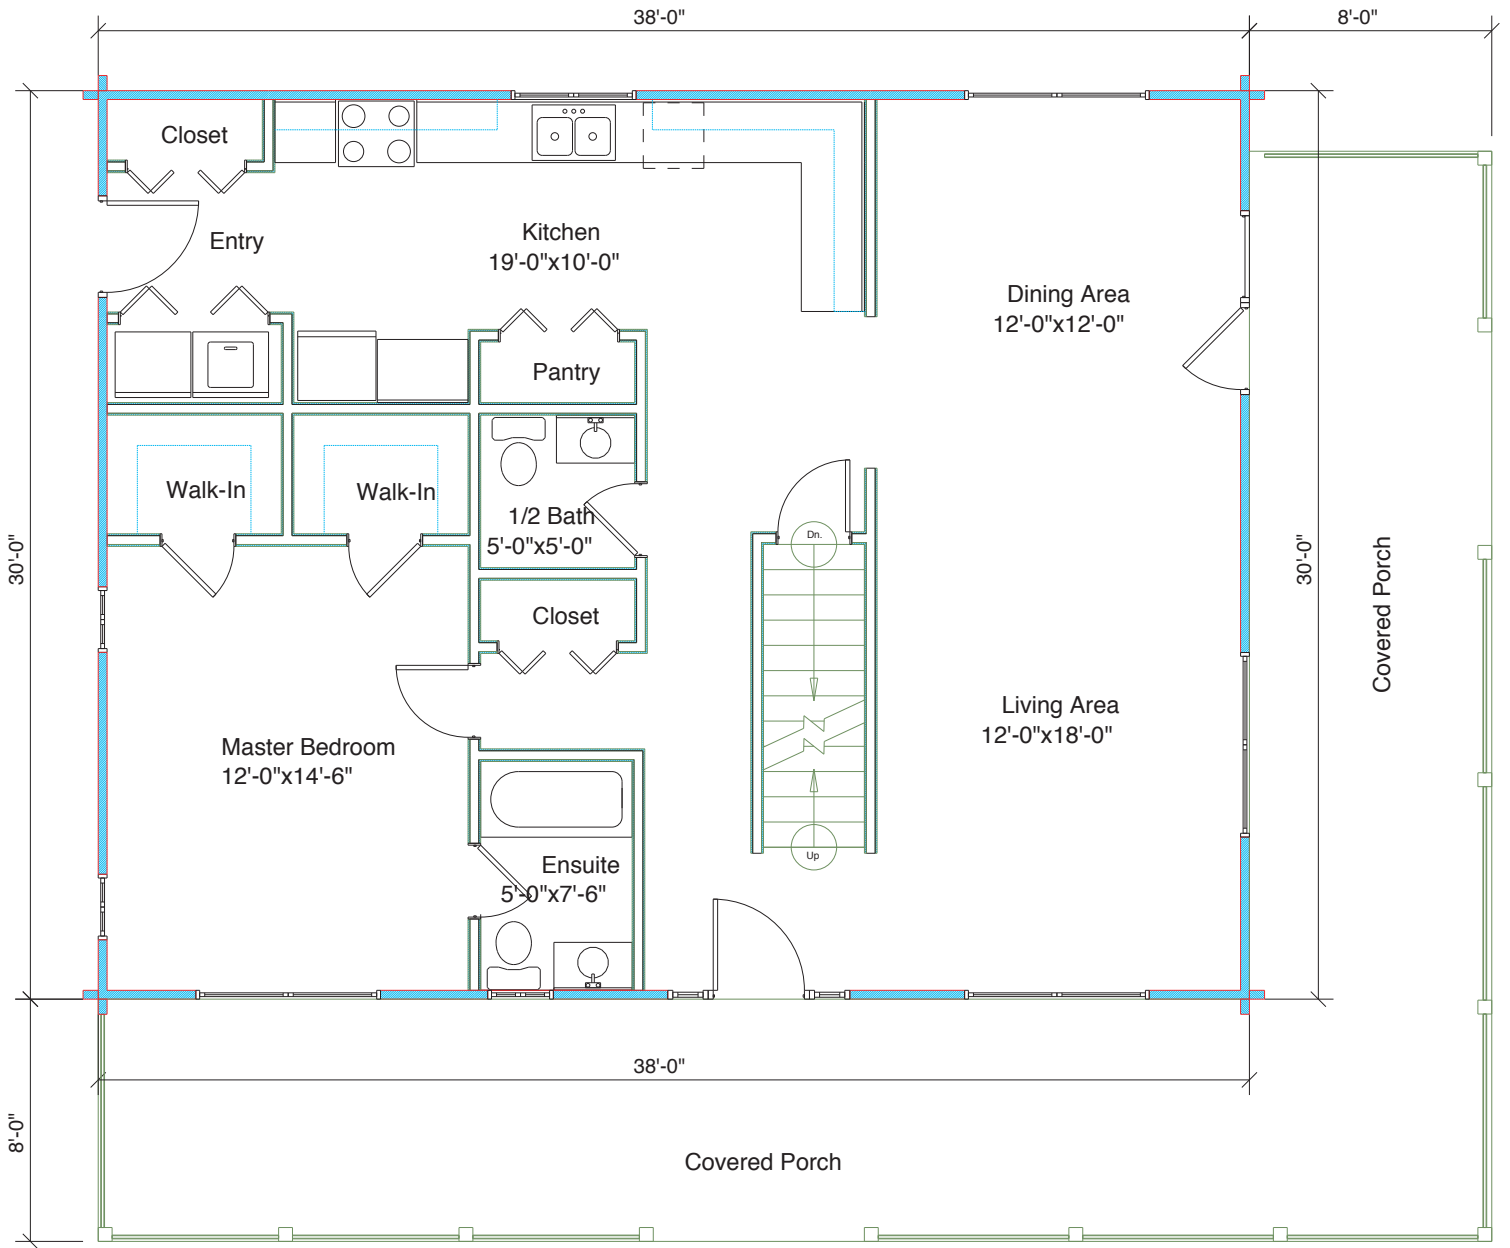 38'-0"
8'-0"
Closet
Entry
Kitchen
19'-0"x10'-0"
Dining Area
12'-0"x12'-0"
Pantry
Walk-In
Walk-In
1/2 Bath
5'-0"x5'-0"
Dn.
30'-0"
30'-0"
Covered Porch
Closet
Master Bedroom
12'-0"x14'-6"
Living Area
12'-0"x18'-0"
Ensuite
5'-0"x7'-6"
Up
38'-0"
8'-0"
Covered Porch